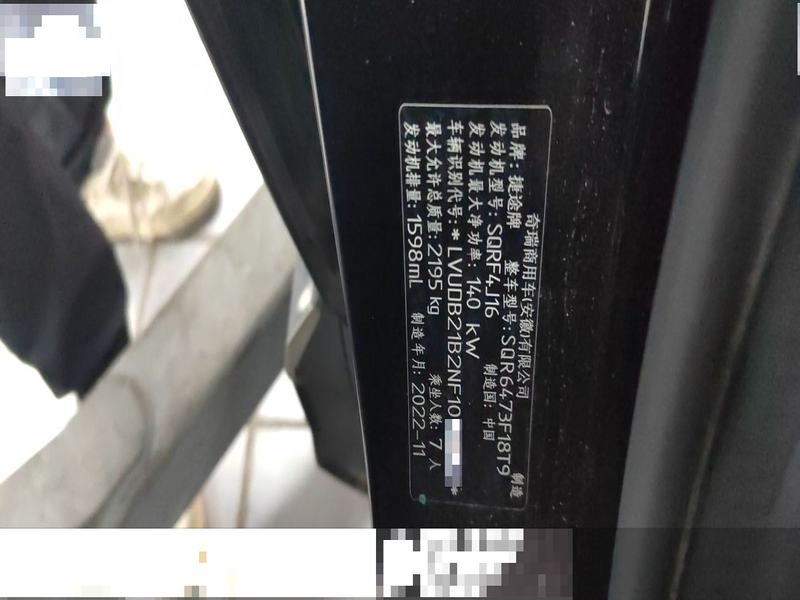 奇瑞商用车(安徽)有限公司 制造
品牌:捷途牌 整车型号:SQR6473F18T9
发动机型号:SQRF4J16 制造国:中国
发动机最大净功率:140 kW
车辆识别代号:*LVUDB21B2NF10 *
最大允许总质量:2195 kg 乘坐人数:7人
发动机排量:1598mL 制造年月:2022-11